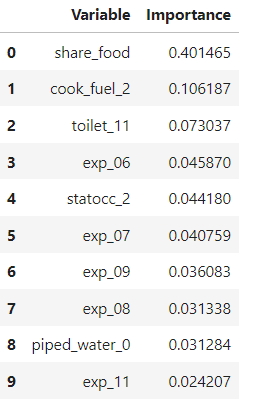 Variable Importance
0 share_food 0.401465
1 cook_fuel_2 0.106187
2 toilet_11 0.073037
3 exp_06 0.045870
4 statocc_2 0.044180
5 exp_07 0.040759
6 exp_09 0.036083
7 exp_08 0.031338
8 piped_water_0 0.031284
9 exp_11 0.024207